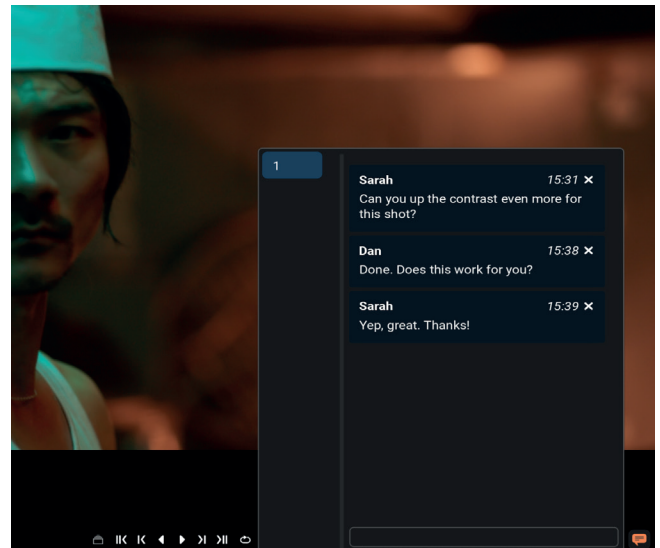 1
Sarah 15:31
Can you up the contrast even more for
this shot?
Dan 15:38
Done. Does this work for you?
Sarah 15:39
Yep, great. Thanks!